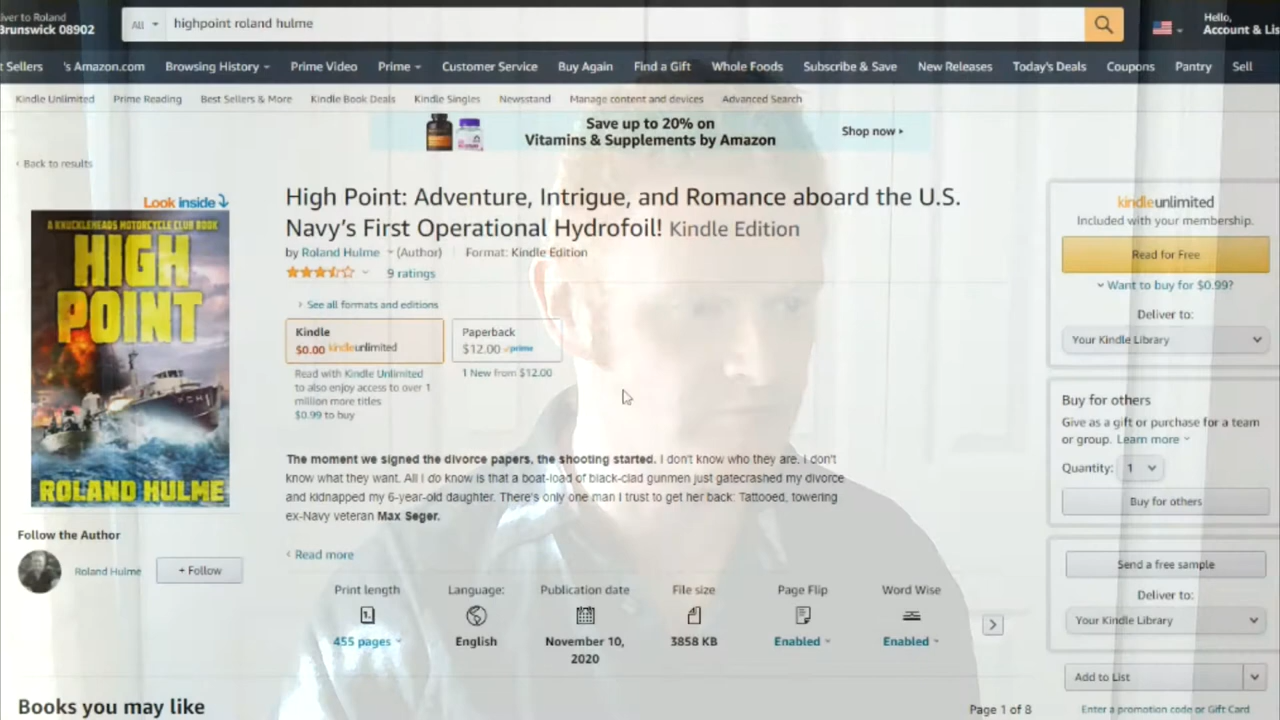 ver to Roland
Brunswick 08902
All
highpoint roland hulme
Hello,
Account & Lis
t Sellers
's Amazon.com
Browsing History
Prime Video
Prime
Customer Service
Buy Again
Find a Gift
Whole Foods
Subscribe & Save
New Releases
Today's Deals
Coupons
Pantry
Sell
Kindle Unlimited
Prime Reading
Best Sellers & More
Kindle Book Deals
Kindle Singles
Newsstand
Manage content and devices
Advanced Search
Save up to 20% on
Vitamins & Supplements by Amazon
Shop now
‹ Back to results
Look inside
A KNUCKLEHEADS MOTORCYCLE CLUB BOOK
HIGH
POINT
ROLAND HULME
Follow the Author
Roland Hulme
+ Follow
High Point: Adventure, Intrigue, and Romance aboard the U.S.
Navy's First Operational Hydrofoil! Kindle Edition
by Roland Hulme (Author) Format: Kindle Edition
9 ratings
› See all formats and editions
Kindle
$0.00 kindleunlimited
Read with Kindle Unlimited
to also enjoy access to over 1
million more titles
$0.99 to buy
Paperback
$12.00 prime
1 New from $12.00
The moment we signed the divorce papers, the shooting started. I don't know who they are. I don't
know what they want. All I do know is that a boat-load of black-clad gunmen just gatecrashed my divorce
and kidnapped my 6-year-old daughter. There's only one man I trust to get her back: Tattooed, towering
ex-Navy veteran Max Seger.
‹ Read more
Print length
455 pages
Language:
English
Publication date
November 10,
2020
File size
3858 KB
Page Flip
Enabled
Word Wise
Enabled
kindleunlimited
Included with your membership.
Read for Free
Want to buy for $0.99?
Deliver to:
Your Kindle Library
Buy for others
Give as a gift or purchase for a team
or group. Learn more
Quantity: 1
Buy for others
Send a free sample
Deliver to:
Your Kindle Library
Add to List
Enter a promotion code or Gift Card
Books you may like
Page 1 of 8